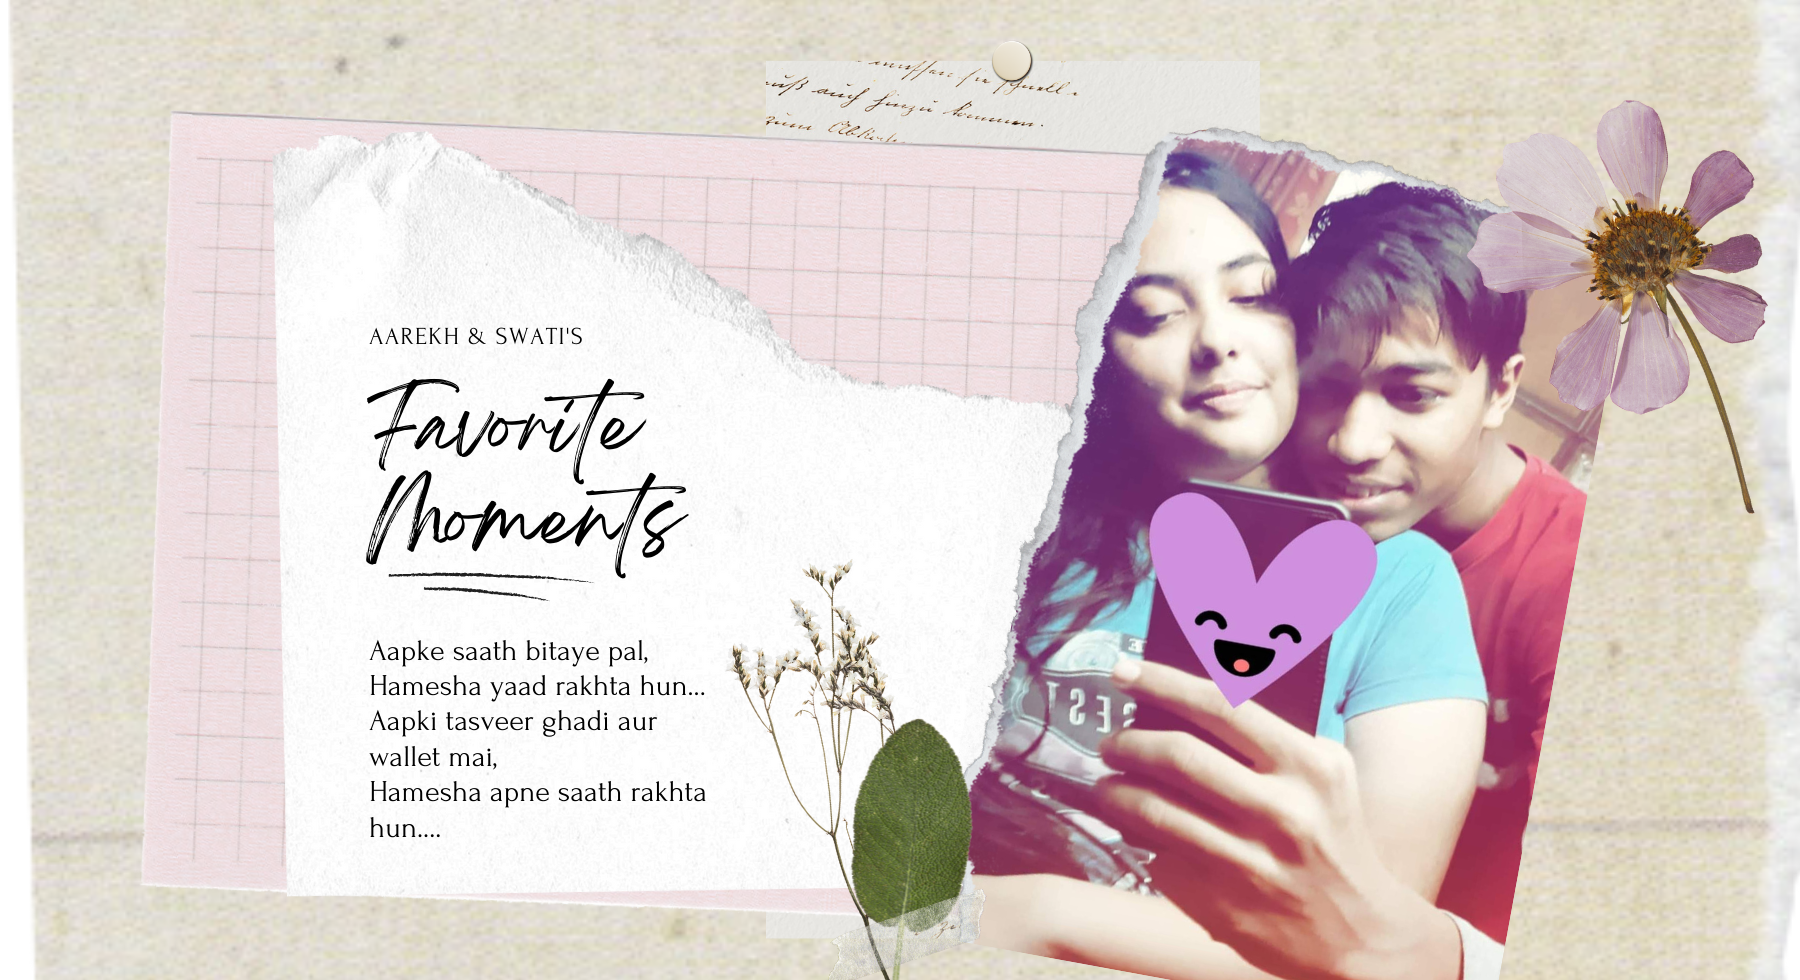 zum
AAREKH & SWATI'S
Favorite
Moments
Aapke saath bitaye pal,
Hamesha yaad rakhta hun...
Aapki tasveer ghadi aur
wallet mai,
Hamesha apne saath rakhta
hun....